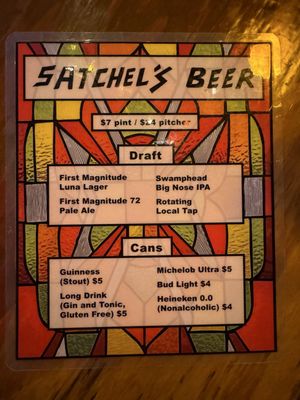 SATCHEL'S BEER
$7 pint / $24 pitcher
Draft
First Magnitude
Luna Lager
First Magnitude 72
Pale Ale
Swamphead
Big Nose IPA
Rotating
Local Tap
Cans
Guinness
(Stout) $5
Long Drink
(Gin and Tonic,
Gluten Free) $5
Michelob Ultra $5
Bud Light $4
Heineken 0.0
(Nonalcoholic) $4